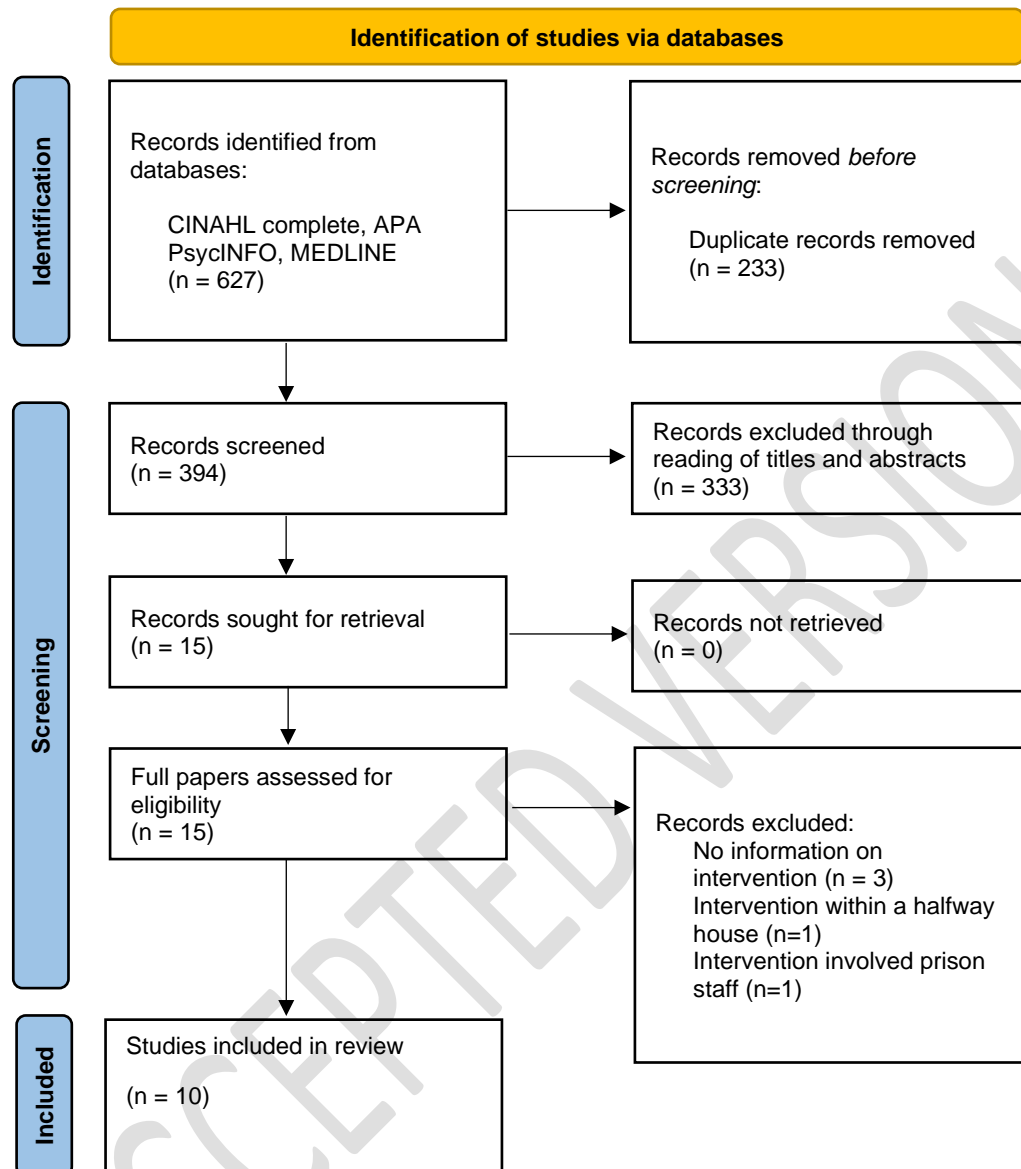 Identification of studies via databases
Identification
Records identified from
databases:
CINAHL complete, APA
PsycINFO, MEDLINE
(n = 627)
Records removed before
screening:
Duplicate records removed
(n = 233)
Screening
Records screened
(n = 394)
Records excluded through
reading of titles and abstracts
(n = 333)
Records sought for retrieval
(n = 15)
Records not retrieved
(n = 0)
Full papers assessed for
eligibility
(n = 15)
Records excluded:
No information on
intervention (n = 3)
Intervention within a halfway
house (n=1)
Intervention involved prison
staff (n=1)
Included
Studies included in review
(n = 10)
CCEPTED VERSION